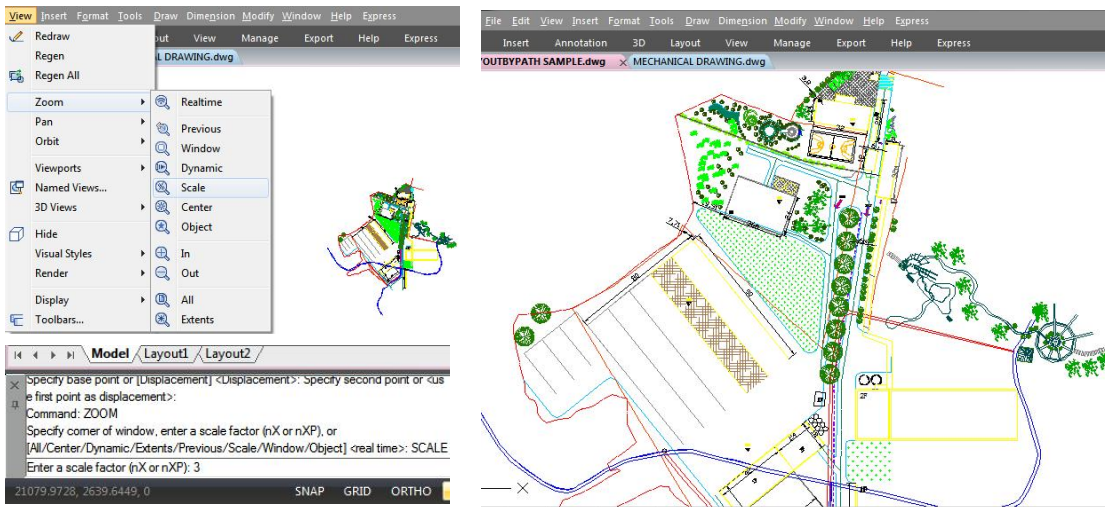 View Insert Format Tools Draw Dimension Modify Window Help Express
out View Manage Export Help Express
L DRAWING.dwg
Redraw
Regen
Regen All
Zoom
Pan
Orbit
Viewports
Named Views...
3D Views
Hide
Visual Styles
Render
Display
Toolbars...
Realtime
Previous
Window
Dynamic
Scale
Center
Object
In
Out
All
Extents
Model Layout1 Layout2
Specify base point or [Displacement] <Displacement>: Specify second point or <us
e first point as displacement>:
Command: ZOOM
Specify corner of window, enter a scale factor (nX or nXP), or
[All/Center/Dynamic/Extents/Previous/Scale/Window/Object] <real time>: SCALE
Enter a scale factor (nX or nXP): 3
21079.9728, 2639.6449, 0 SNAP GRID ORTHO
File Edit View Insert Format Tools Draw Dimension Modify Window Help Express
Insert Annotation 3D Layout View Manage Export Help Express
OUTBYPATH SAMPLE.dwg MECHANICAL DRAWING.dwg
80
90
2F
X